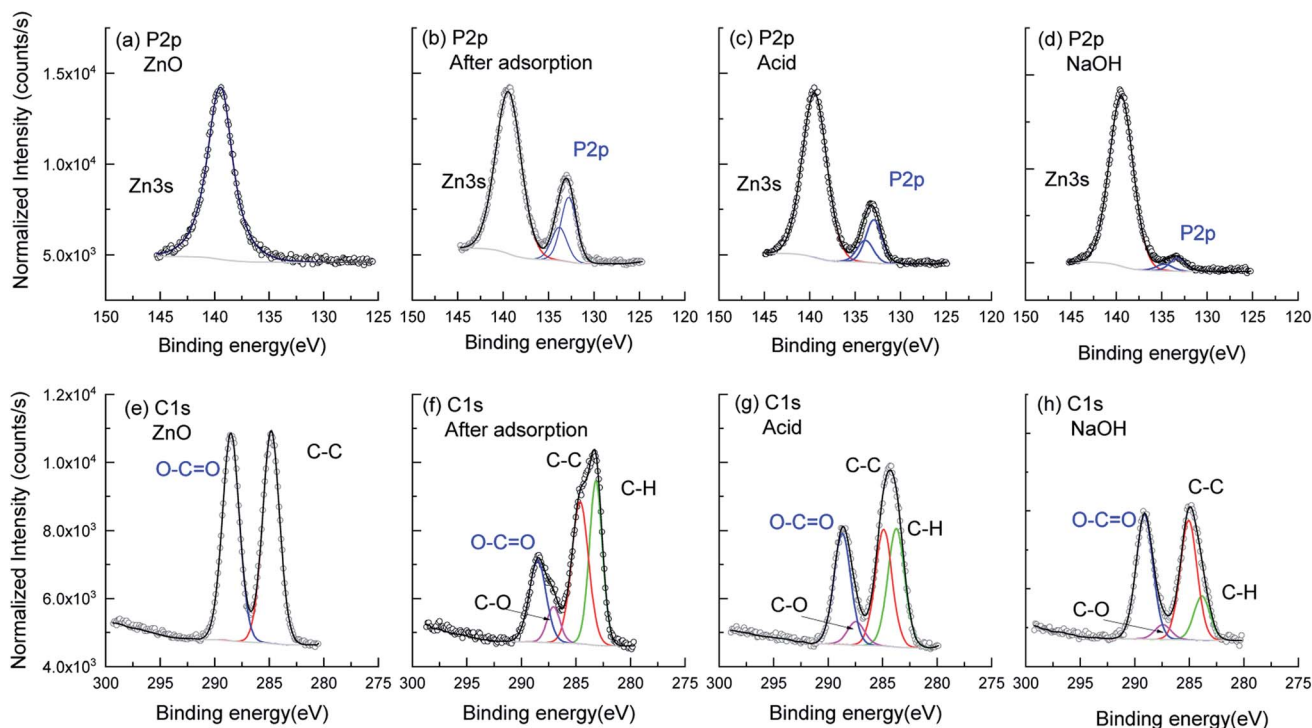 (a) P2p
ZnO
Zn3s
1.5x10⁴
1.0x10⁴
5.0x10³
Normalized Intensity (counts/s)
150 145 140 135 130 125
Binding energy(eV)
(b) P2p
After adsorption
P2p
Zn3s
150 145 140 135 130 125 120
Binding energy(eV)
(c) P2p
Acid
P2p
Zn3s
150 145 140 135 130 125 120
Binding energy(eV)
(d) P2p
NaOH
Zn3s
P2p
150 145 140 135 130 125 120
Binding energy(eV)
(e) C1s
ZnO
C-C
O-C=O
1.2x10⁴
1.0x10⁴
8.0x10³
6.0x10³
4.0x10³
Normalized Intensity (counts/s)
300 295 290 285 280 275
Binding energy(eV)
(f) C1s
After adsorption
C-C
C-H
O-C=O
C-O
300 295 290 285 280 275
Binding energy(eV)
(g) C1s
Acid
C-C
O-C=O
C-H
C-O
300 295 290 285 280 275
Binding energy(eV)
(h) C1s
NaOH
C-C
O-C=O
C-H
C-O
300 295 290 285 280 275
Binding energy(eV)